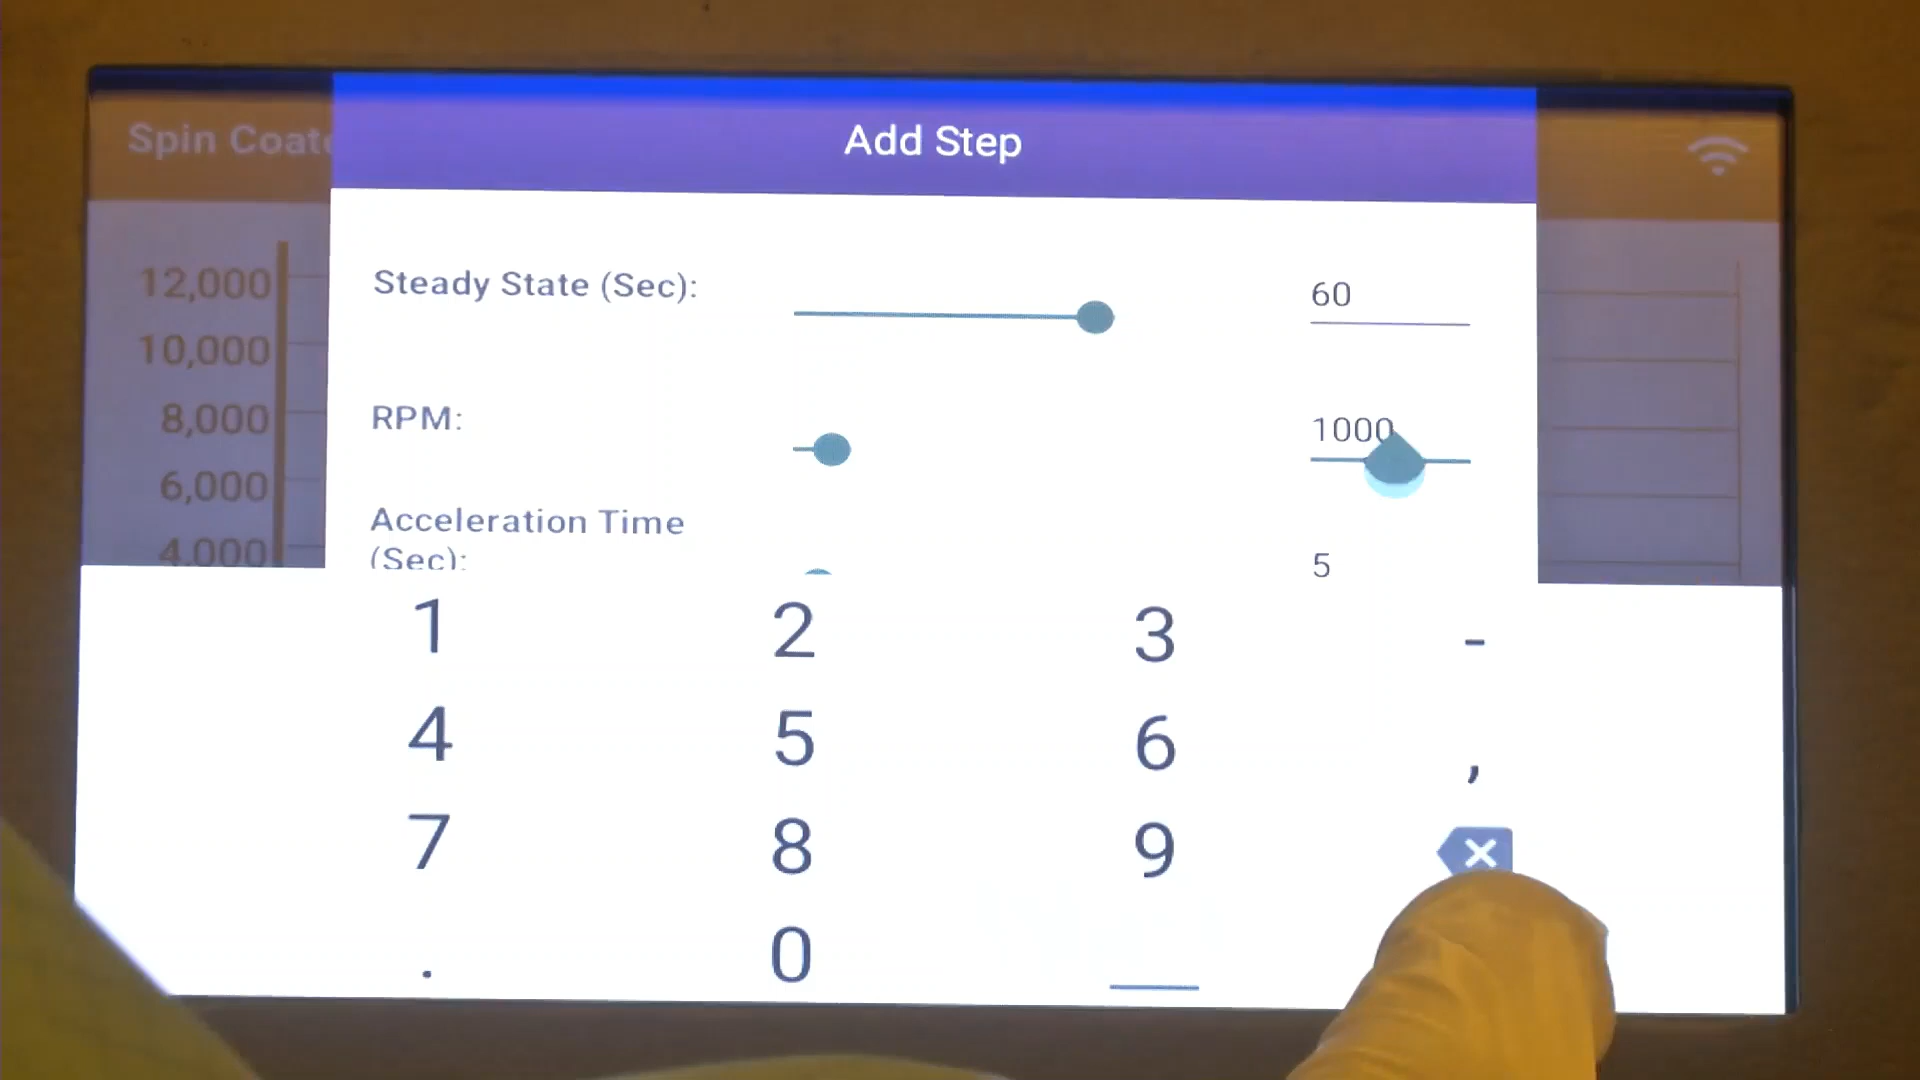 Add Step
Spin Coat
12,000
10,000
8,000
6,000
4,000
Steady State (Sec):
60
RPM:
1000
Acceleration Time
(Sec):
5
1 2 3 -
4 5 6 ,
7 8 9
. 0